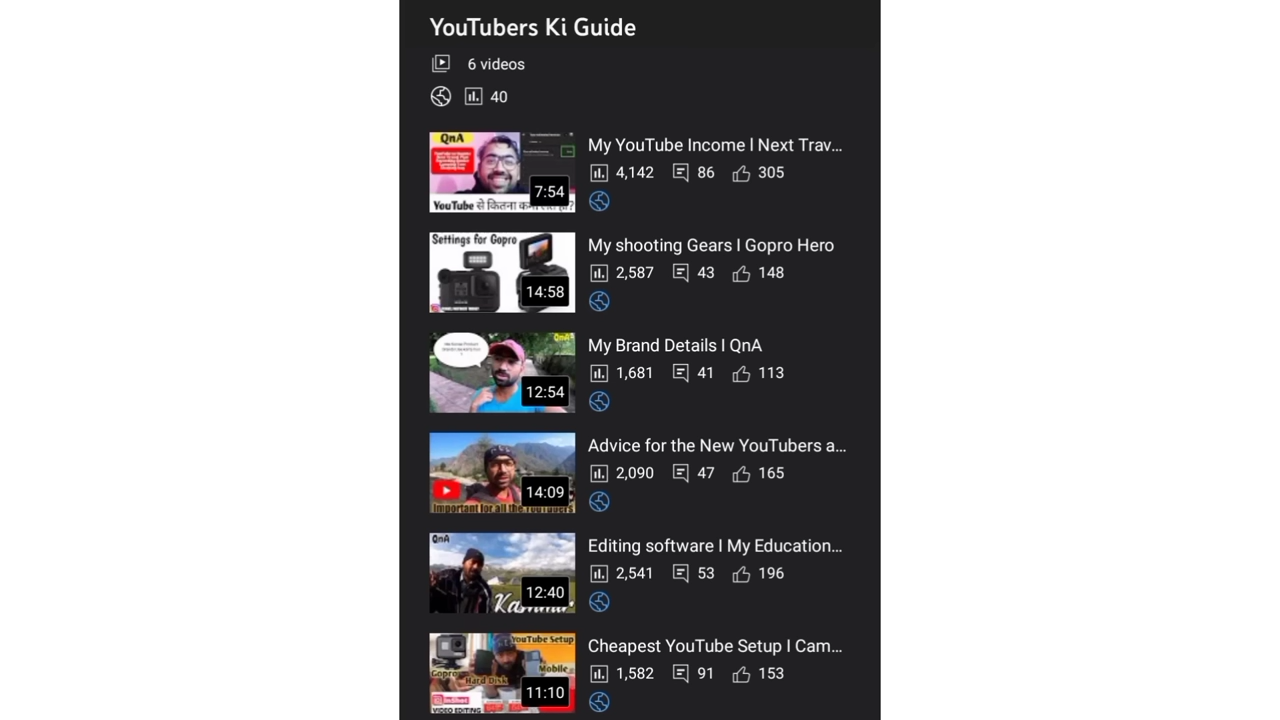 YouTubers Ki Guide
6 videos
40
QnA
7:54
YouTube से कितना
My YouTube Income l Next Trav...
4,142 86 305
Settings for Gopro
14:58
My shooting Gears l Gopro Hero
2,587 43 148
QnA
12:54
My Brand Details l QnA
1,681 41 113
14:09
Important for all the YouTubers
Advice for the New YouTubers a...
2,090 47 165
QnA
12:40
Kashmir
Editing software l My Education...
2,541 53 196
YouTube Setup
Gopro
Mobile
Hard Disk
11:10
VIDEO EDITING
Cheapest YouTube Setup l Cam...
1,582 91 153